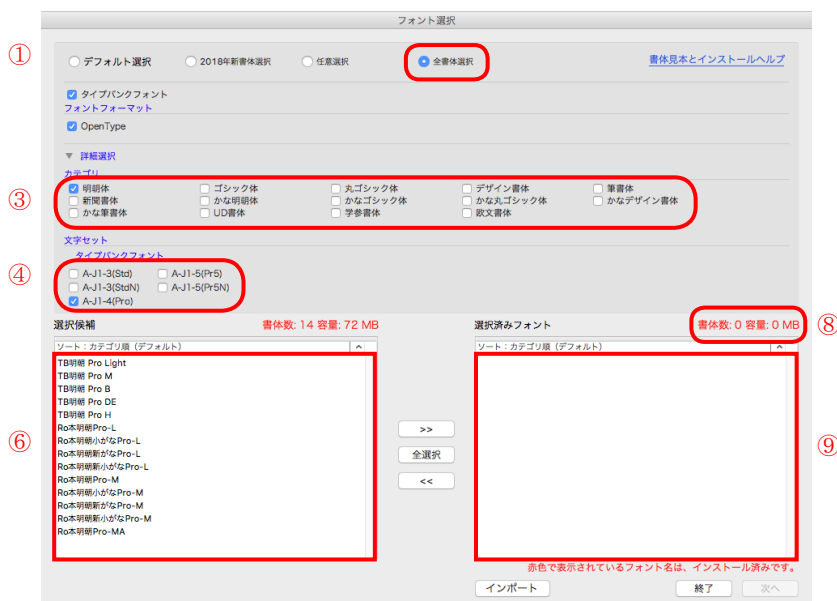 フォント選択
①
デフォルト選択 2018年新書体選択 任意選択 全書体選択 書体見本とインストールヘルプ
タイプバンクフォント
フォントフォーマット
OpenType
▼ 詳細選択
カテゴリ
③
明朝体 ゴシック体 丸ゴシック体 デザイン書体 筆書体
新聞書体 かな明朝体 かなゴシック体 かな丸ゴシック体 かなデザイン書体
かな筆書体 UD書体 学参書体 欧文書体
文字セット
タイプバンクフォント
④
A-J1-3(Std) A-J1-5(Pr5)
A-J1-3(StdN) A-J1-5(Pr5N)
A-J1-4(Pro)
選択候補 書体数: 14 容量: 72 MB 選択済みフォント 書体数: 0 容量: 0 MB ⑧
ソート：カテゴリ順（デフォルト） ソート：カテゴリ順（デフォルト）
TB明朝 Pro Light
TB明朝 Pro M
TB明朝 Pro B
TB明朝 Pro DE
TB明朝 Pro H
Ro本明朝Pro-L
⑥ Ro本明朝小がなPro-L
Ro本明朝新がなPro-L
Ro本明朝新小がなPro-L
Ro本明朝Pro-M
Ro本明朝小がなPro-M
Ro本明朝新がなPro-M
Ro本明朝新小がなPro-M
Ro本明朝Pro-MA
>>
全選択
<<
⑨
赤色で表示されているフォント名は、インストール済みです。
インポート 終了 次へ